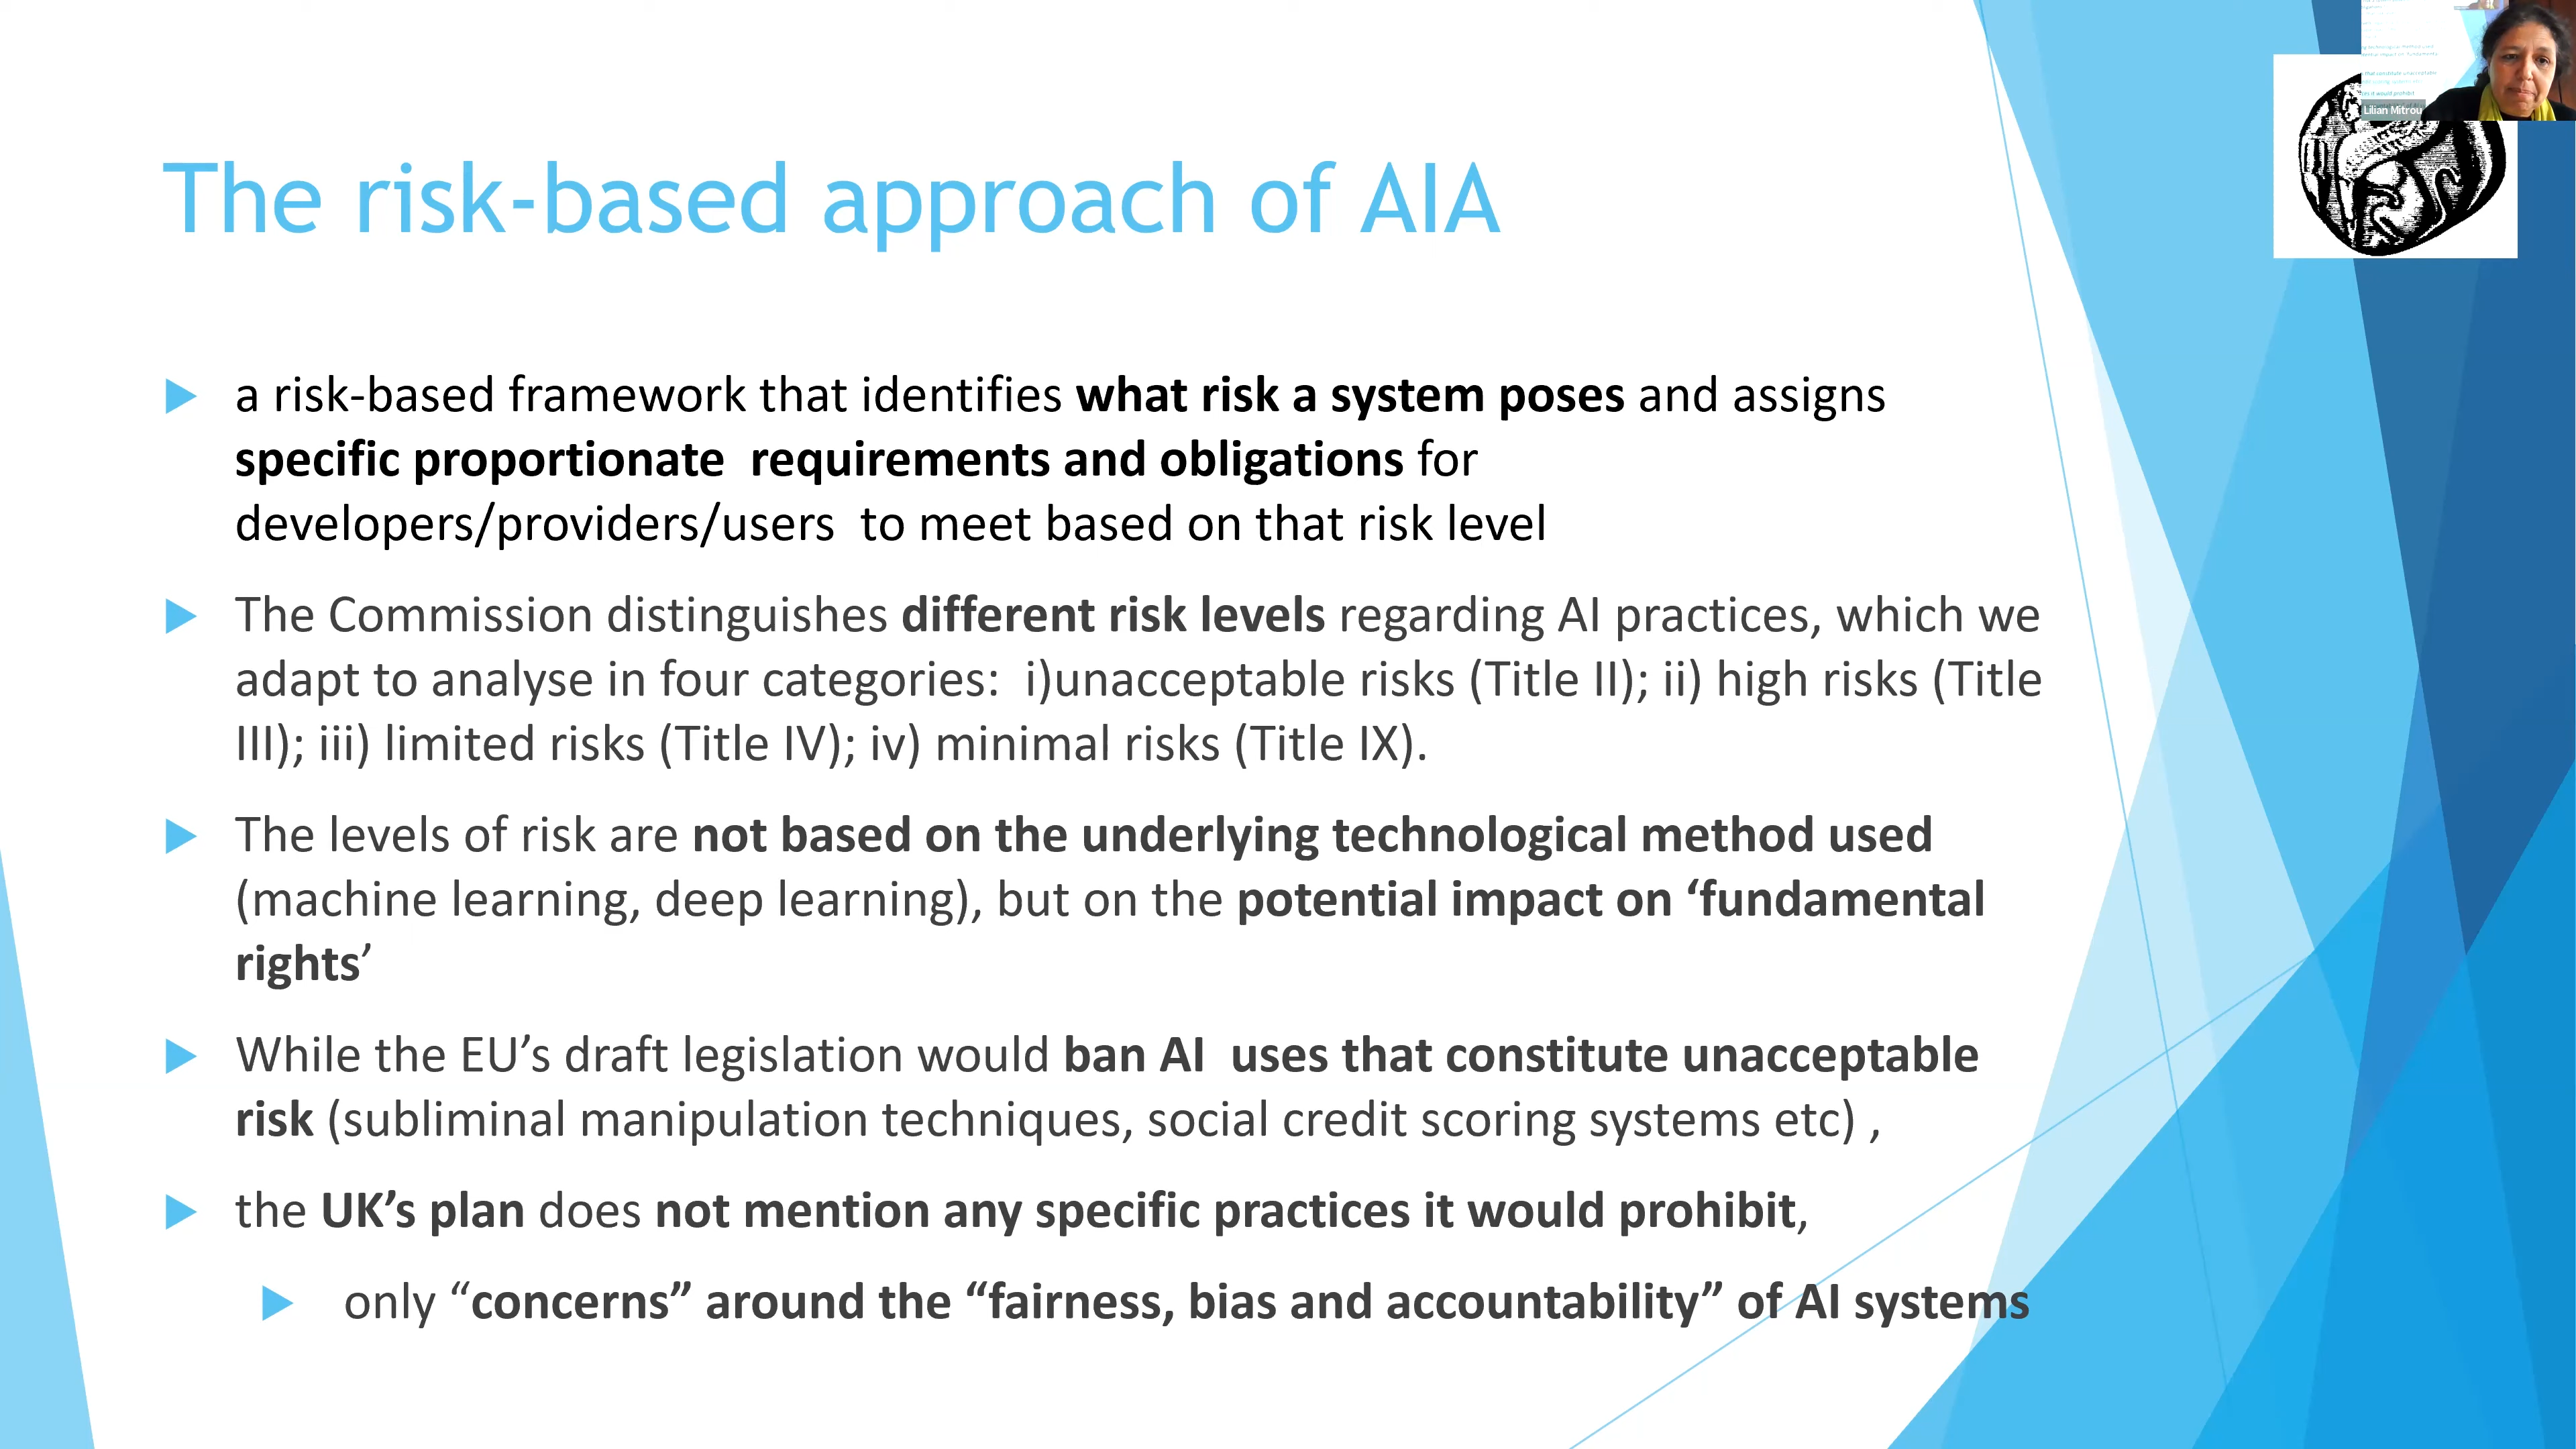 The risk-based approach of AIA
a risk-based framework that identifies what risk a system poses and assigns
specific proportionate  requirements and obligations for
developers/providers/users  to meet based on that risk level
The Commission distinguishes different risk levels regarding AI practices, which we
adapt to analyse in four categories:  i)unacceptable risks (Title II); ii) high risks (Title
III); iii) limited risks (Title IV); iv) minimal risks (Title IX).
The levels of risk are not based on the underlying technological method used
(machine learning, deep learning), but on the potential impact on ‘fundamental
rights’
While the EU’s draft legislation would ban AI  uses that constitute unacceptable
risk (subliminal manipulation techniques, social credit scoring systems etc) ,
the UK’s plan does not mention any specific practices it would prohibit,
only “concerns” around the “fairness, bias and accountability” of AI systems
Lilian Mitrou